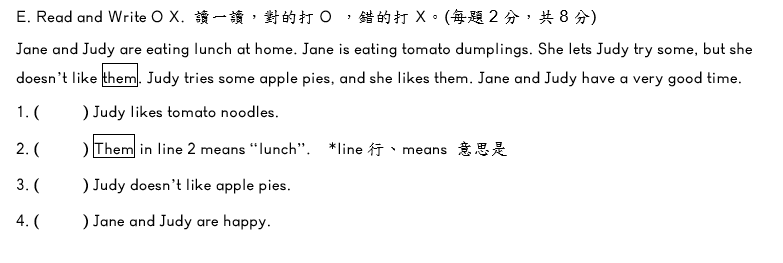 E. Read and Write O X. 讀一讀，對的打 O ，錯的打 X。(每題 2 分，共 8 分)
Jane and Judy are eating lunch at home. Jane is eating tomato dumplings. She lets Judy try some, but she
doesn't like them. Judy tries some apple pies, and she likes them. Jane and Judy have a very good time.
1. (      ) Judy likes tomato noodles.
2. (      ) Them in line 2 means “lunch”. *line 行、means 意思是
3. (      ) Judy doesn't like apple pies.
4. (      ) Jane and Judy are happy.